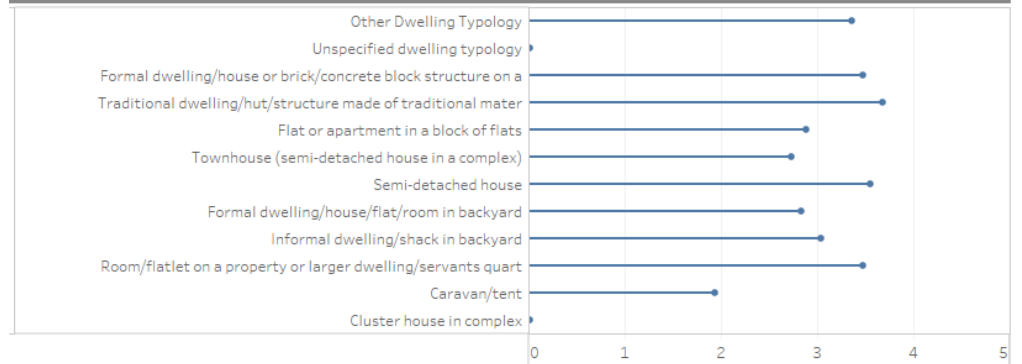 Other Dwelling Typology
Unspecified dwelling typology
Formal dwelling/house or brick/concrete block structure on a
Traditional dwelling/hut/structure made of traditional mater
Flat or apartment in a block of flats
Townhouse (semi-detached house in a complex)
Semi-detached house
Formal dwelling/house/flat/room in backyard
Informal dwelling/shack in backyard
Room/flatlet on a property or larger dwelling/servants quart
Caravan/tent
Cluster house in complex
0 1 2 3 4 5